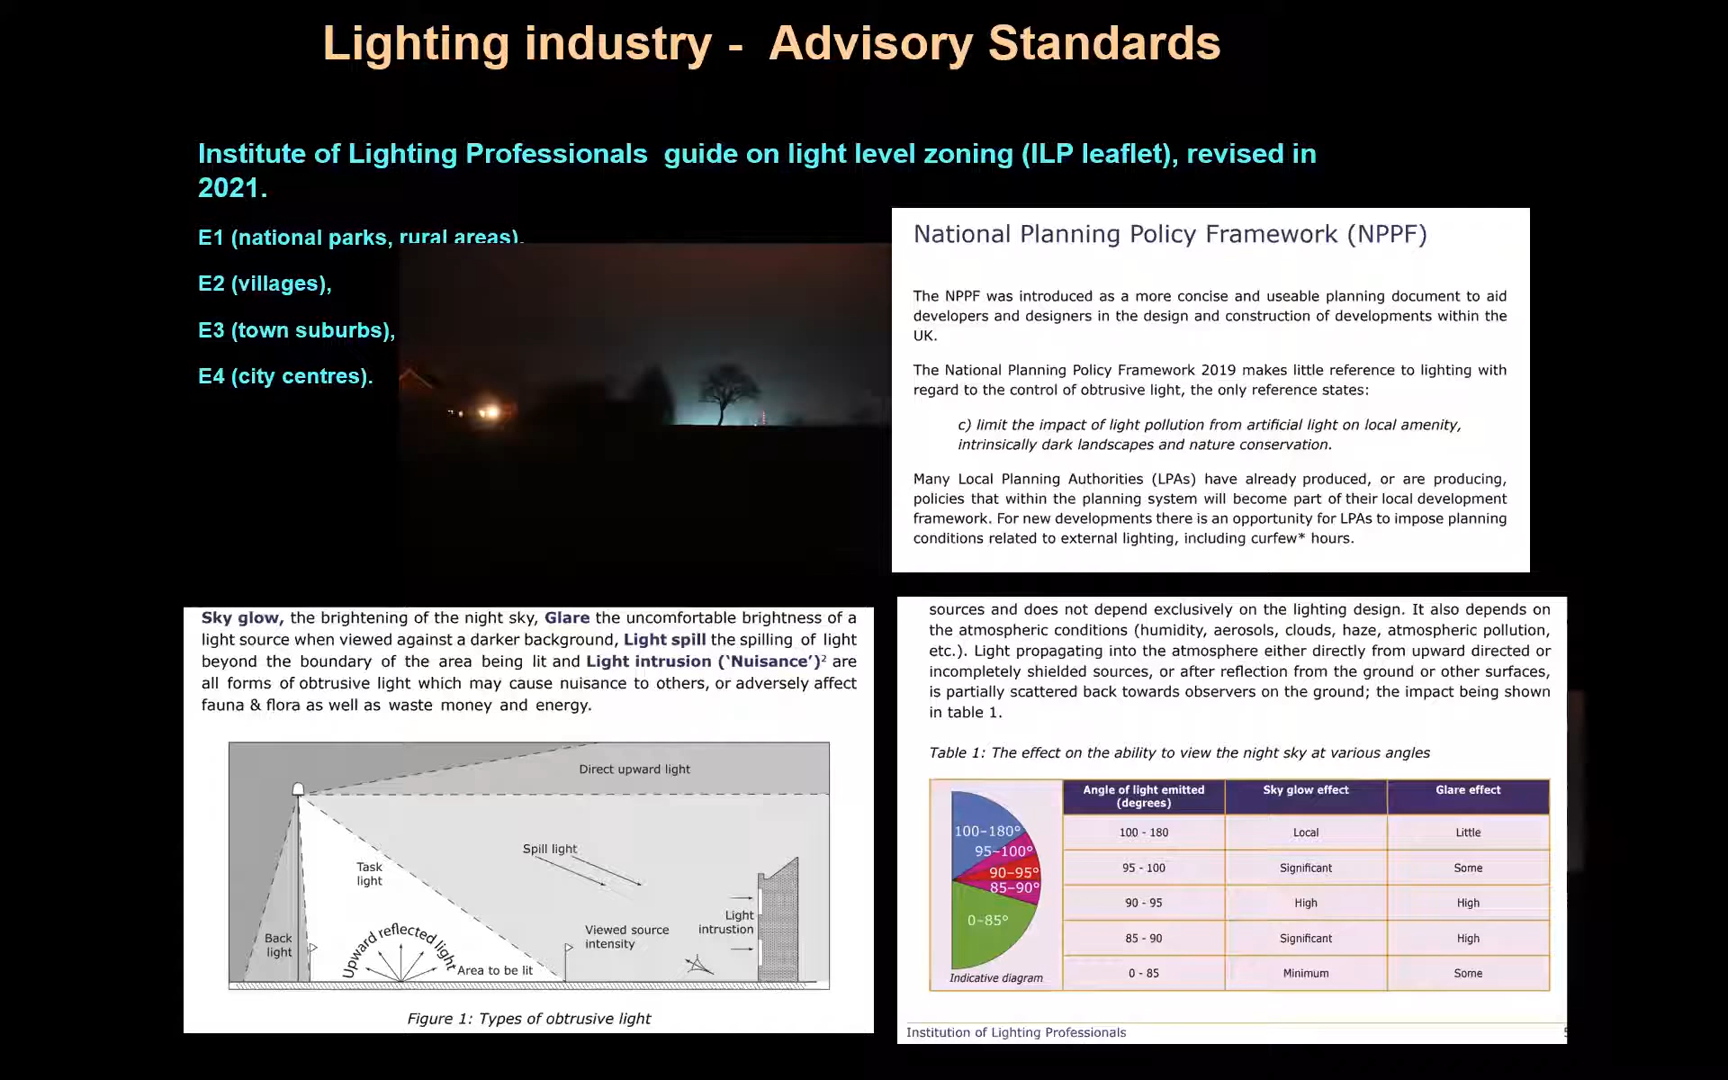 Lighting industry - Advisory Standards
Institute of Lighting Professionals guide on light level zoning (ILP leaflet), revised in
2021.
E1 (national parks, rural areas),
E2 (villages),
E3 (town suburbs),
E4 (city centres).
National Planning Policy Framework (NPPF)
The NPPF was introduced as a more concise and useable planning document to aid
developers and designers in the design and construction of developments within the
UK.
The National Planning Policy Framework 2019 makes little reference to lighting with
regard to the control of obtrusive light, the only reference states:
c) limit the impact of light pollution from artificial light on local amenity,
intrinsically dark landscapes and nature conservation.
Many Local Planning Authorities (LPAs) have already produced, or are producing,
policies that within the planning system will become part of their local development
framework. For new developments there is an opportunity for LPAs to impose planning
conditions related to external lighting, including curfew* hours.
Sky glow, the brightening of the night sky, Glare the uncomfortable brightness of a
light source when viewed against a darker background, Light spill the spilling of light
beyond the boundary of the area being lit and Light intrusion (‘Nuisance’)² are
all forms of obtrusive light which may cause nuisance to others, or adversely affect
fauna & flora as well as waste money and energy.
Direct upward light
Spill light
Task
light
Light
intrustion
Viewed source
intensity
Back
light
Upward reflected light
Area to be lit
Figure 1: Types of obtrusive light
sources and does not depend exclusively on the lighting design. It also depends on
the atmospheric conditions (humidity, aerosols, clouds, haze, atmospheric pollution,
etc.). Light propagating into the atmosphere either directly from upward directed or
incompletely shielded sources, or after reflection from the ground or other surfaces,
is partially scattered back towards observers on the ground; the impact being shown
in table 1.
Table 1: The effect on the ability to view the night sky at various angles
100–180°
95–100°
90–95°
85–90°
0–85°
Indicative diagram
Angle of light emitted
(degrees)
Sky glow effect
Glare effect
100 - 180 Local Little
95 - 100 Significant Some
90 - 95 High High
85 - 90 Significant High
0 - 85 Minimum Some
Institution of Lighting Professionals